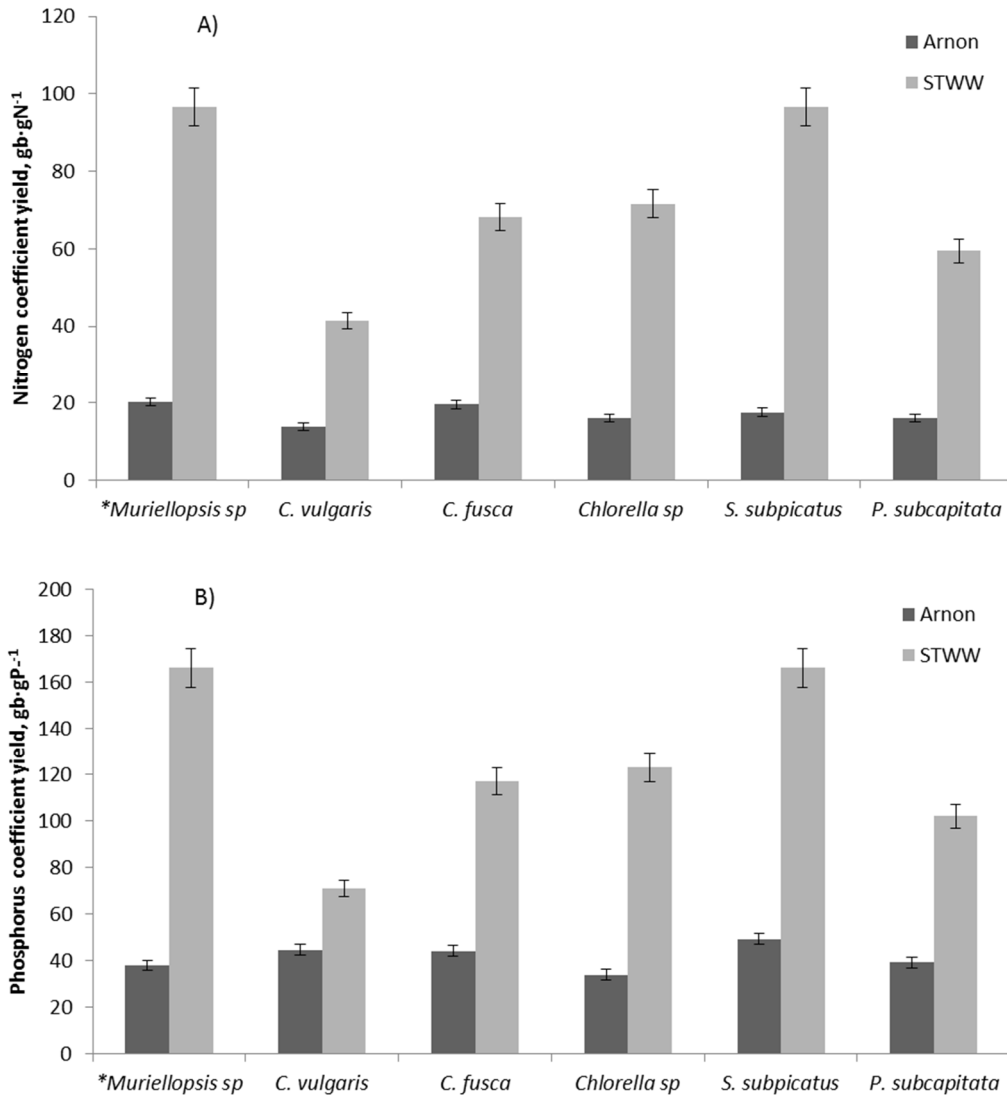 A)
Nitrogen coefficient yield, gb·gN⁻¹
120
100
80
60
40
20
0
Arnon
STWW
*Muriellopsis sp C. vulgaris C. fusca Chlorella sp S. subpicatus P. subcapitata
B)
Phosphorus coefficient yield, gb·gP-⁻¹
200
180
160
140
120
100
80
60
40
20
0
Arnon
STWW
*Muriellopsis sp C. vulgaris C. fusca Chlorella sp S. subpicatus P. subcapitata